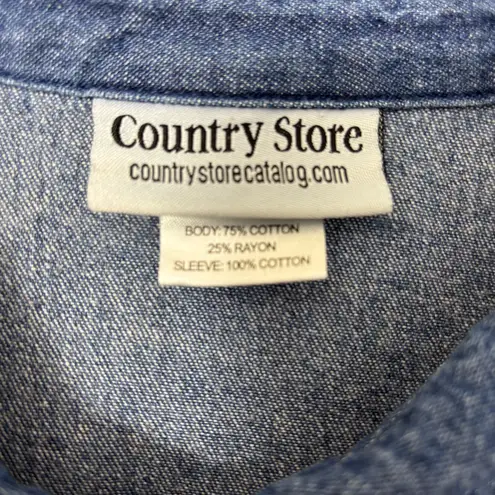 Country Store
countrystorecatalog.com
BODY: 75% COTTON
25% RAYON
SLEEVE: 100% COTTON